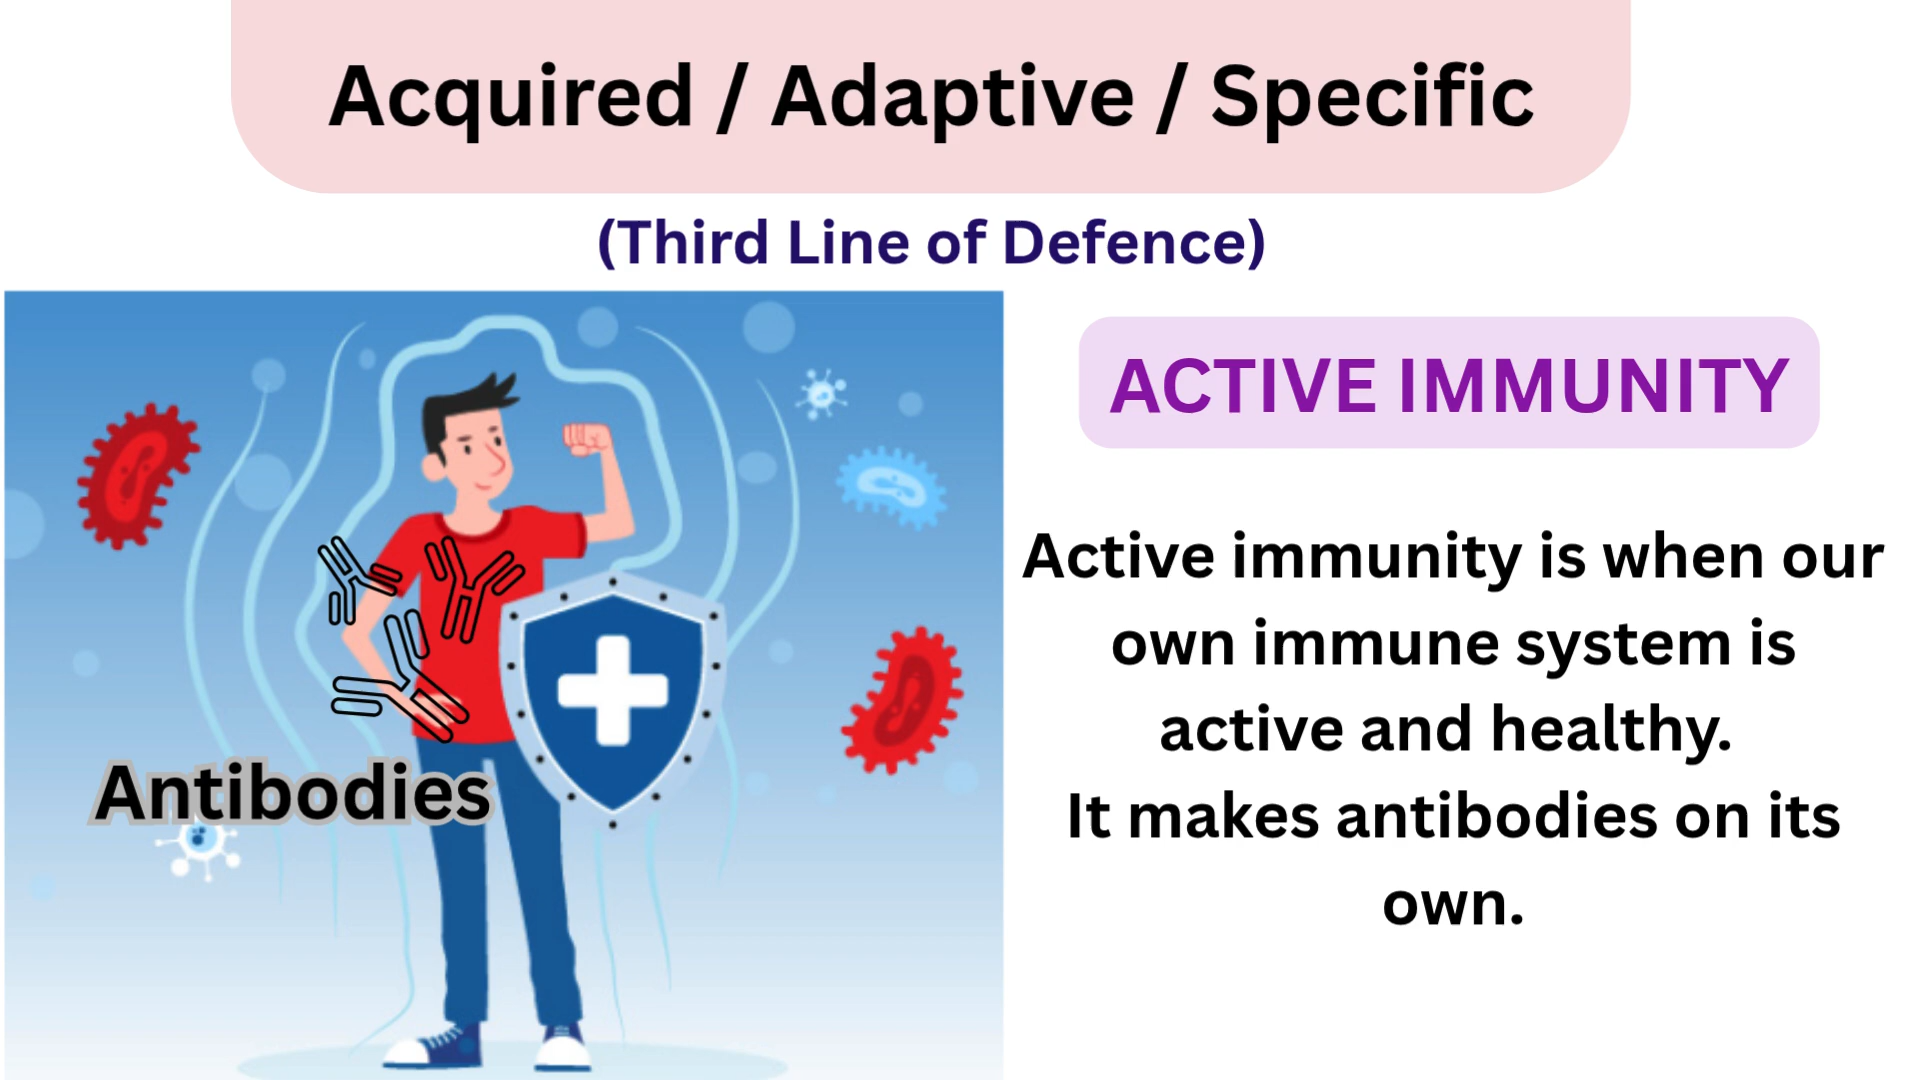 Acquired / Adaptive / Specific
(Third Line of Defence)
ACTIVE IMMUNITY
Active immunity is when our
own immune system is
active and healthy.
It makes antibodies on its
own.
Antibodies